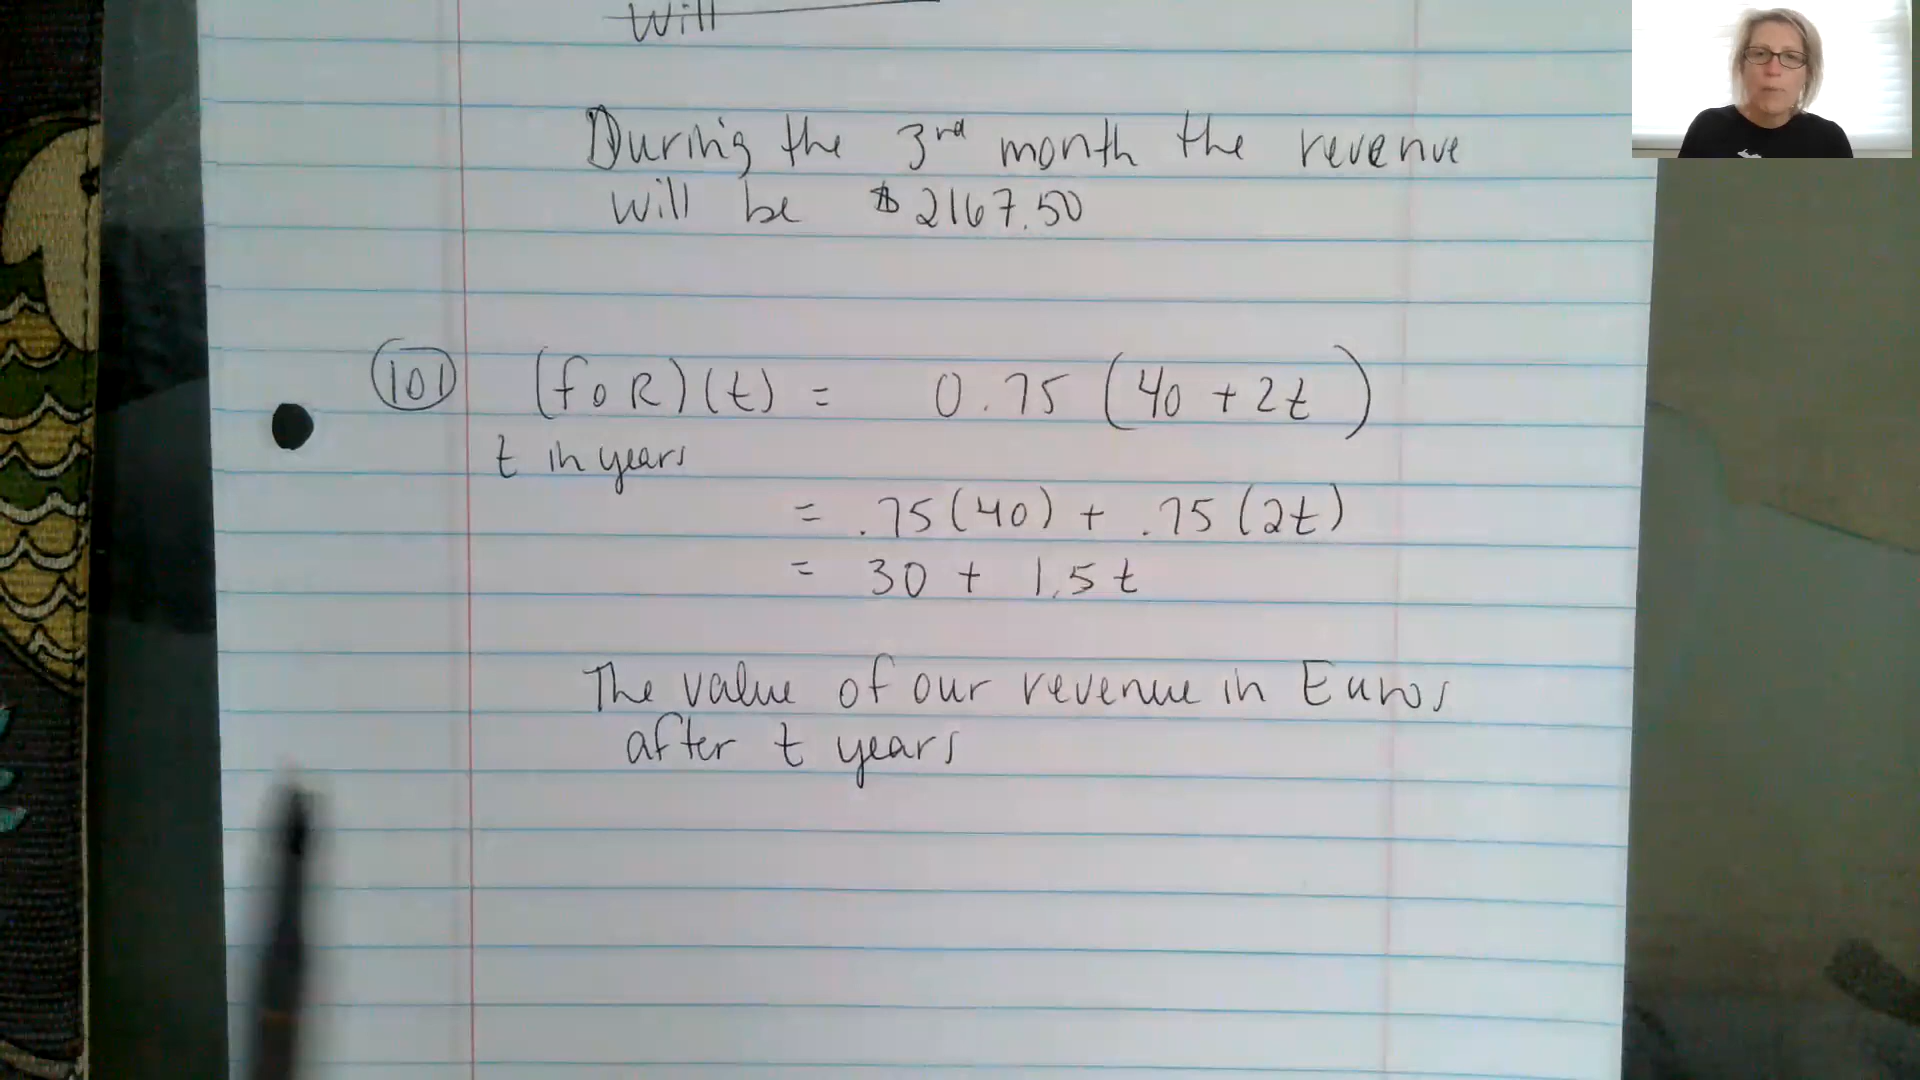 Will
During the 3rd month the revenue
will be $2167.50
101 (f o R)(t) = 0.75 (40 + 2t)
t in years
= .75(40) + .75(2t)
= 30 + 1.5t
The value of our revenue in Euros
after t years